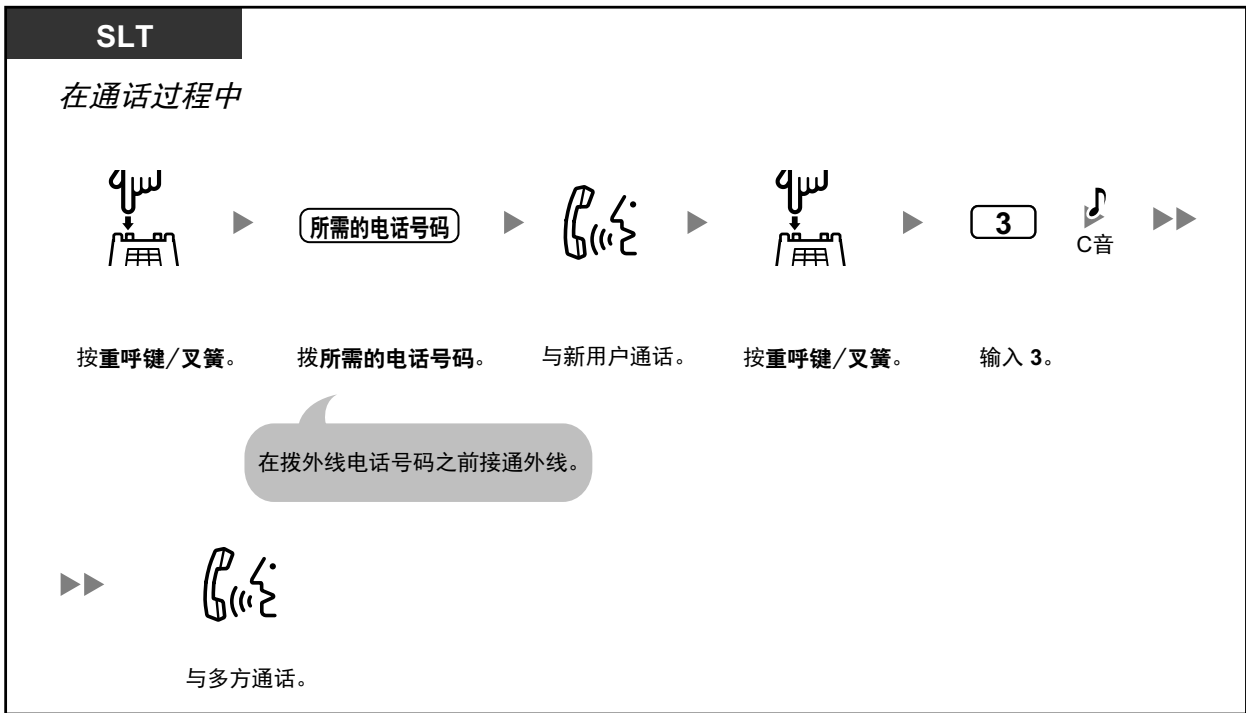 SLT
在通话过程中
所需的电话号码
3
C音
按重呼键/叉簧。
拨所需的电话号码。
与新用户通话。
按重呼键/叉簧。
输入 3。
在拨外线电话号码之前接通外线。
与多方通话。